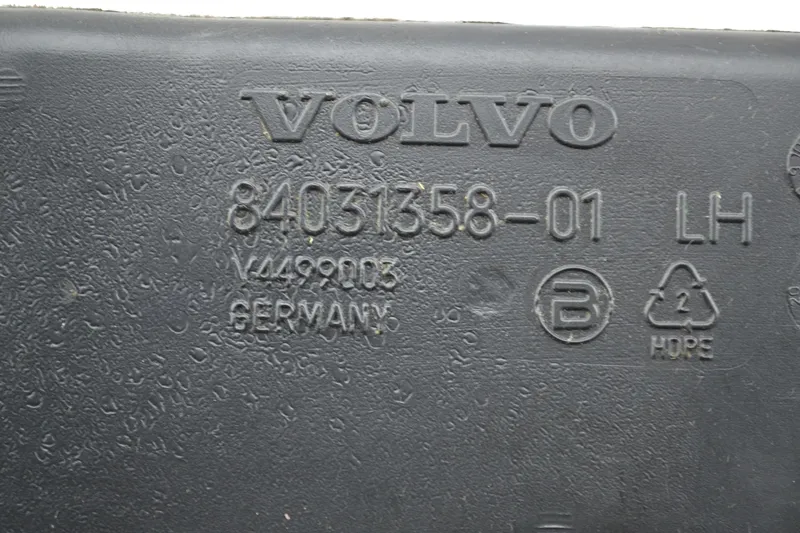 VOLVO
84031358-01 LH
V4499003
GERMANY
B
2
HDPE